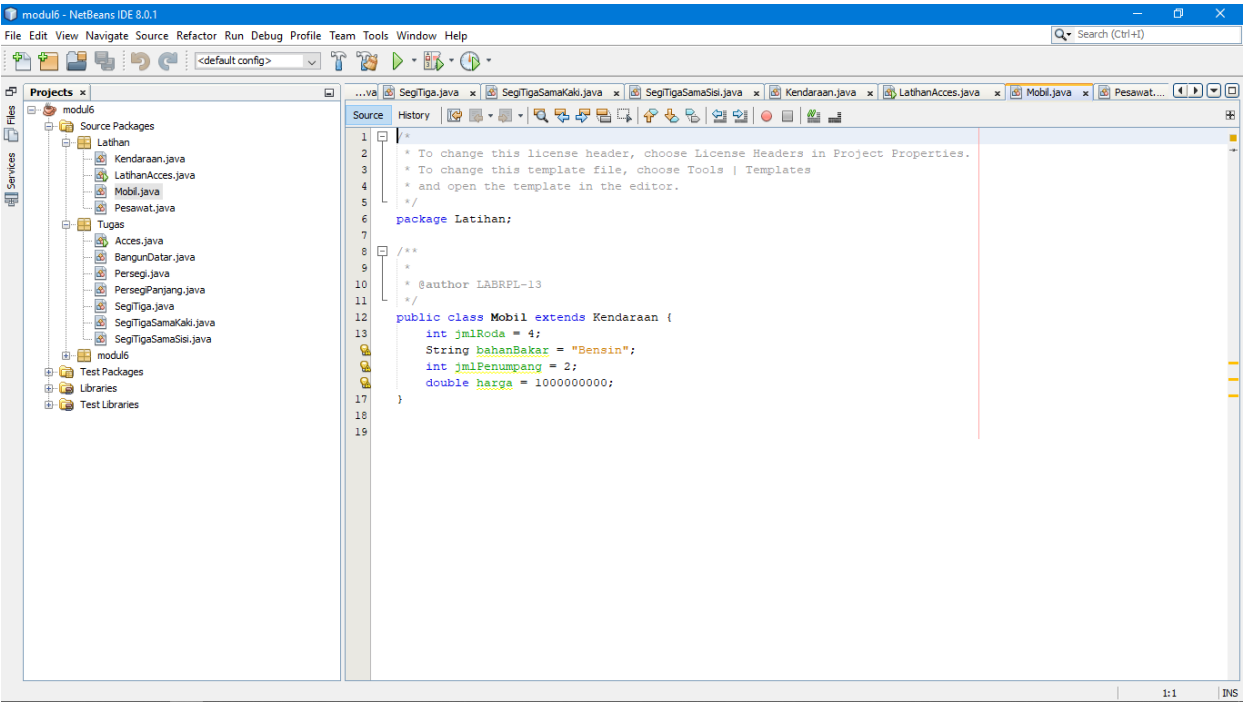 modul6 - NetBeans IDE 8.0.1
File Edit View Navigate Source Refactor Run Debug Profile Team Tools Window Help
Search (Ctrl+I)
<default config>
Projects
...va SegiTiga.java SegiTigaSamaKaki.java SegiTigaSamaSisi.java Kendaraan.java LatihanAcces.java Mobil.java Pesawat....
Files
Services
modul6
Source Packages
Latihan
Kendaraan.java
LatihanAcces.java
Mobil.java
Pesawat.java
Tugas
Acces.java
BangunDatar.java
Persegi.java
PersegiPanjang.java
SegiTiga.java
SegiTigaSamaKaki.java
SegiTigaSamaSisi.java
modul6
Test Packages
Libraries
Test Libraries
Source History
1 /*
2 * To change this license header, choose License Headers in Project Properties.
3 * To change this template file, choose Tools | Templates
4 * and open the template in the editor.
5 */
6 package Latihan;
7
8 /**
9 *
10 * @author LABRPL-13
11 */
12 public class Mobil extends Kendaraan {
13 int jmlRoda = 4;
String bahanBakar = "Bensin";
int jmlPenumpang = 2;
double harga = 1000000000;
17 }
18
19
1:1 INS